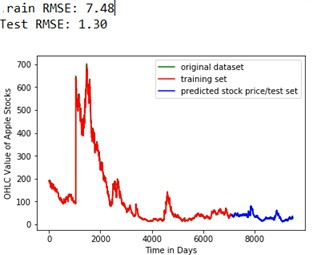 .rain RMSE: 7.48
Test RMSE: 1.30
700
600
500
400
300
200
100
0
OHLC Value of Apple Stocks
original dataset
training set
predicted stock price/test set
0 2000 4000 6000 8000
Time in Days